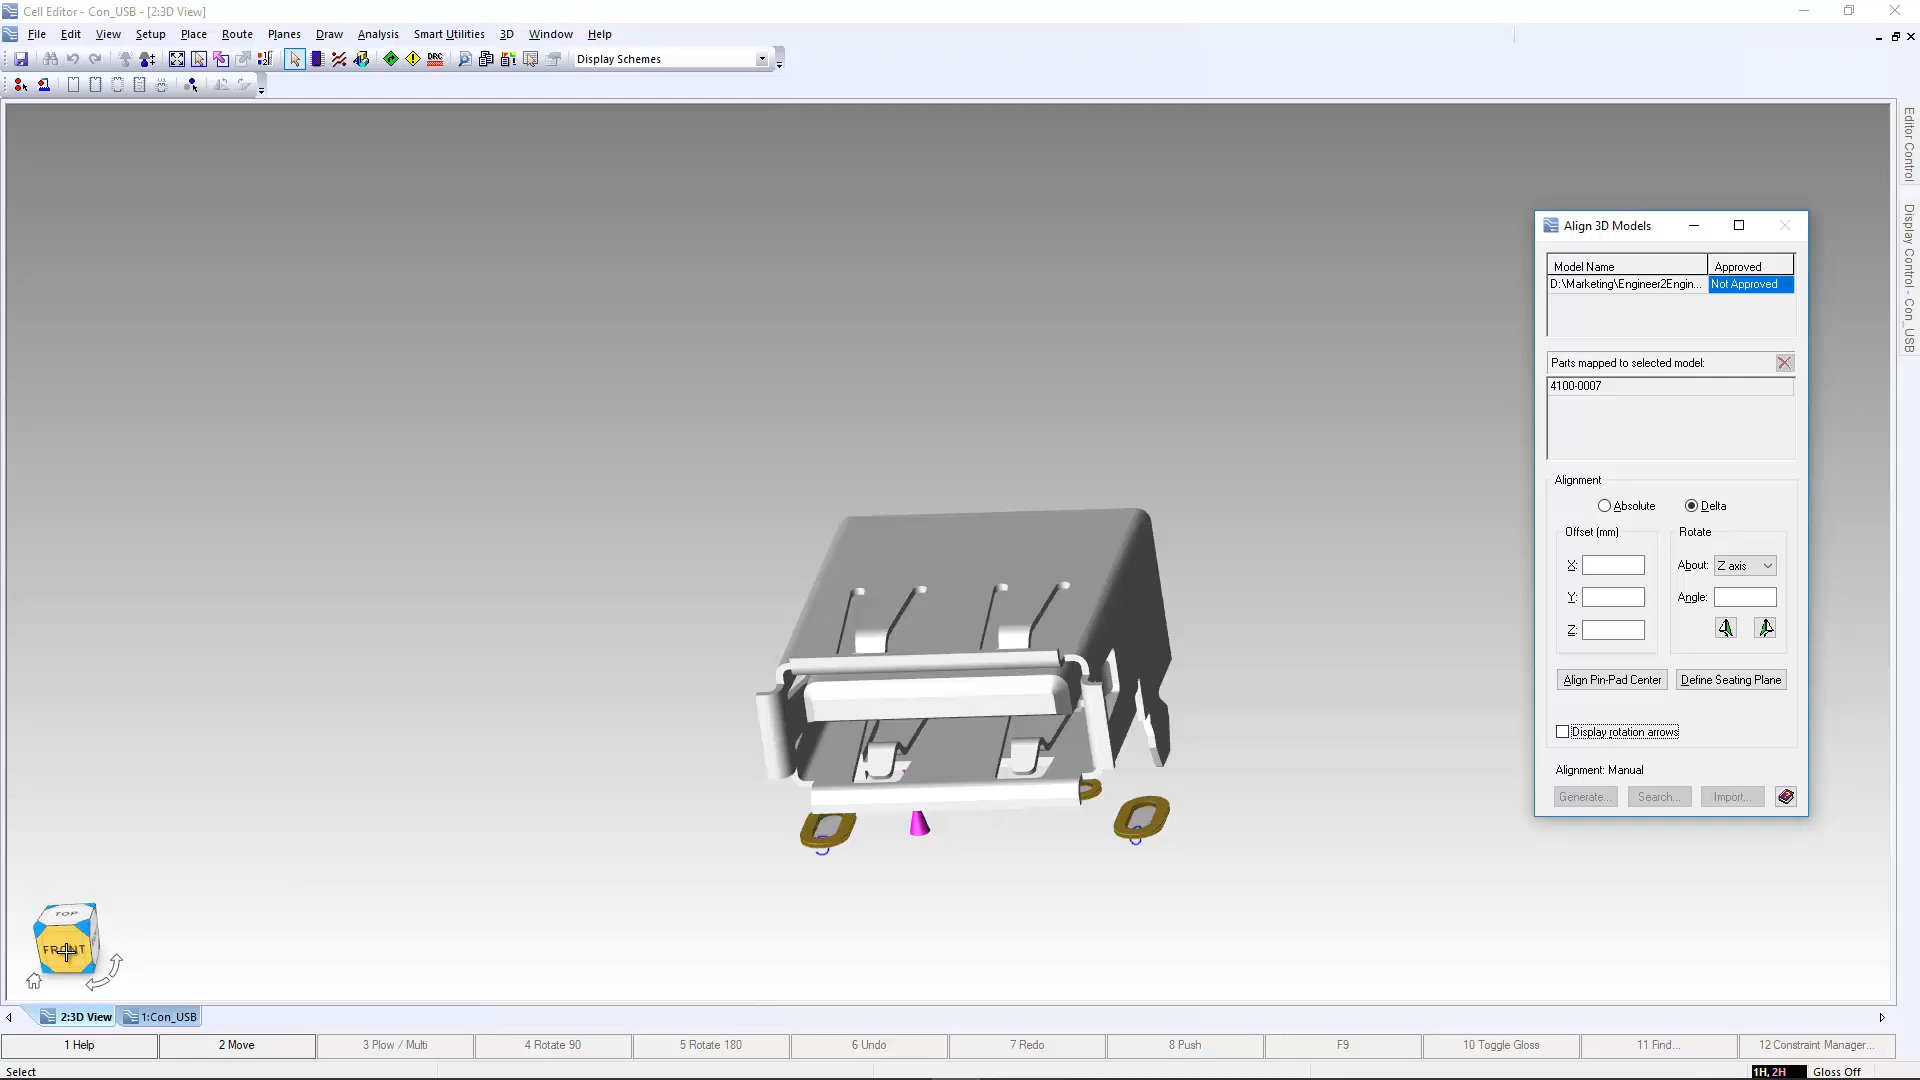 Cell Editor - Con_USB - [2:3D View]
File Edit View Setup Place Route Planes Draw Analysis Smart Utilities 3D Window Help
DRC Display Schemes
Editor Control
Display Control - Con_USB
Align 3D Models
Model Name Approved
D:\Marketing\Engineer2Engin... Not Approved
Parts mapped to selected model:
4100-0007
Alignment
Absolute Delta
Offset (mm) Rotate
X: About: Z axis
Y: Angle:
Z:
Align Pin-Pad Center Define Seating Plane
Display rotation arrows
Alignment: Manual
Generate... Search... Import...
TOP
FRONT
2:3D View 1:Con_USB
1 Help 2 Move 3 Plow / Multi 4 Rotate 90 5 Rotate 180 6 Undo 7 Redo 8 Push F9 10 Toggle Gloss 11 Find... 12 Constraint Manager...
Select 1H, 2H Gloss Off